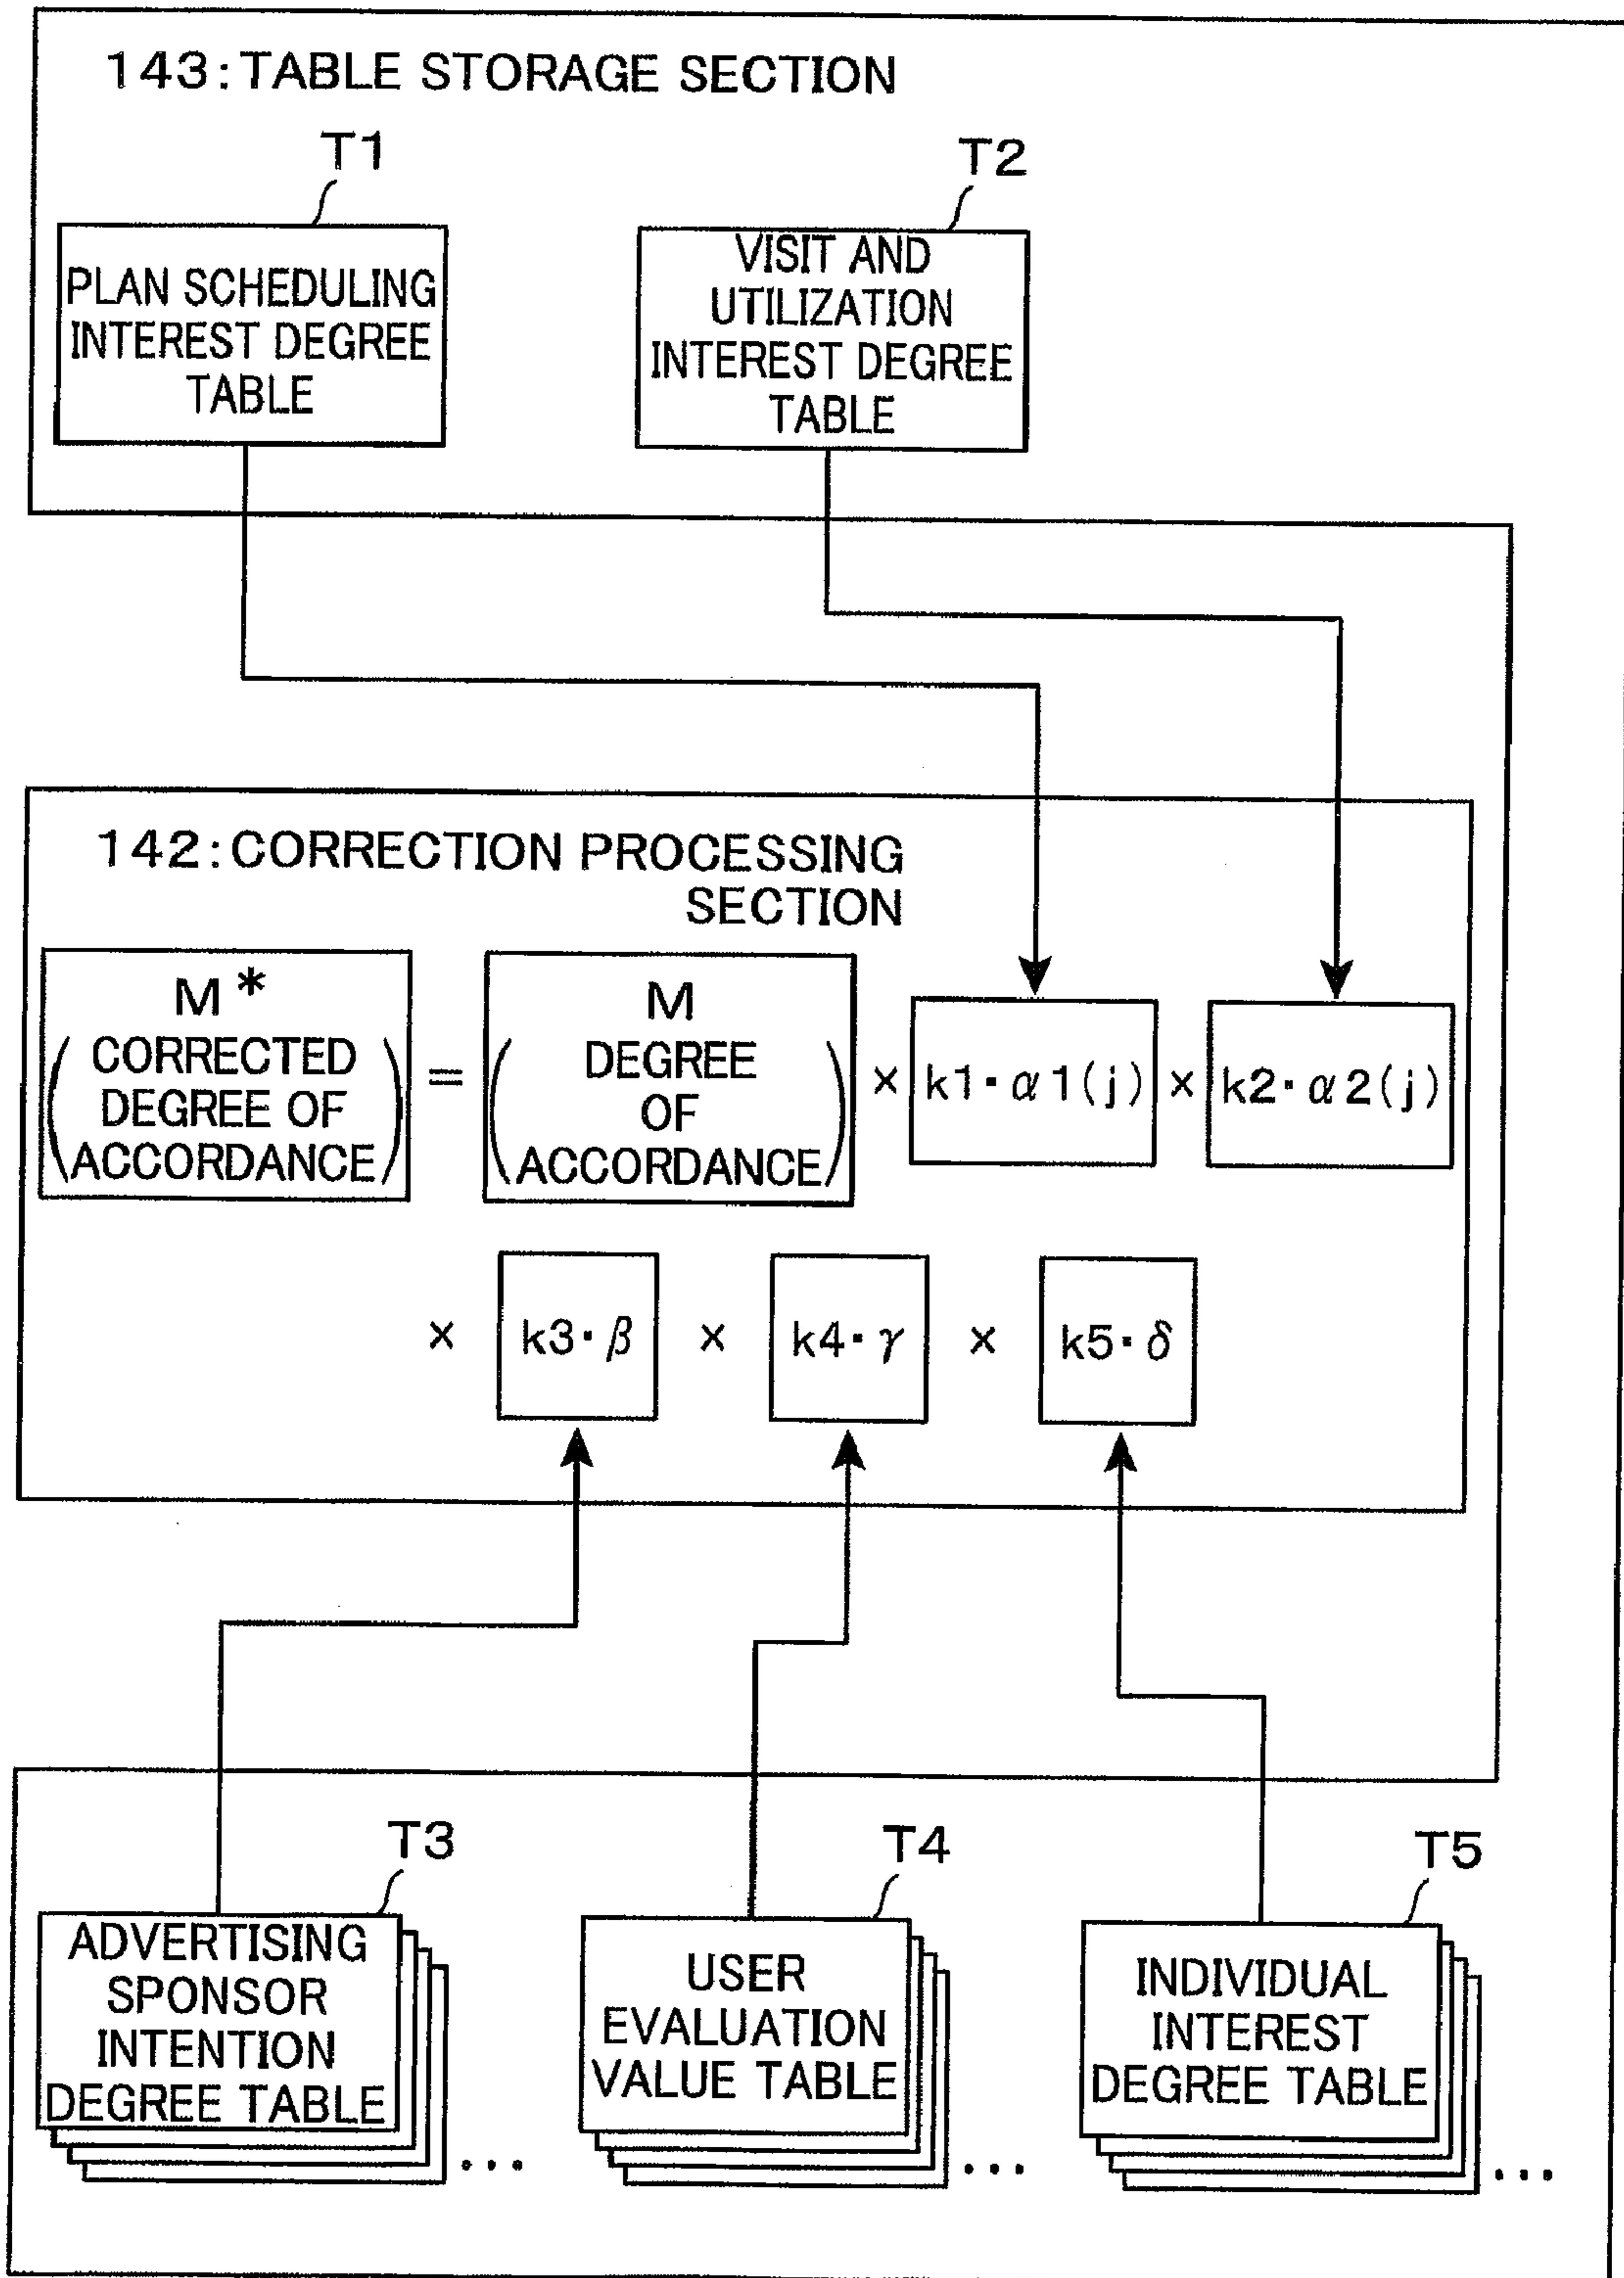 143:TABLE STORAGE SECTION
T1
T2
PLAN SCHEDULING
INTEREST DEGREE
TABLE
VISIT AND
UTILIZATION
INTEREST DEGREE
TABLE
142:CORRECTION PROCESSING
SECTION
M*
(CORRECTED
DEGREE OF
ACCORDANCE)
=
M
(DEGREE
OF
ACCORDANCE)
× k1·α1(j) × k2·α2(j)
× k3·β × k4·γ × k5·δ
T3
T4
T5
ADVERTISING
SPONSOR
INTENTION
DEGREE TABLE
...
USER
EVALUATION
VALUE TABLE
...
INDIVIDUAL
INTEREST
DEGREE TABLE
...